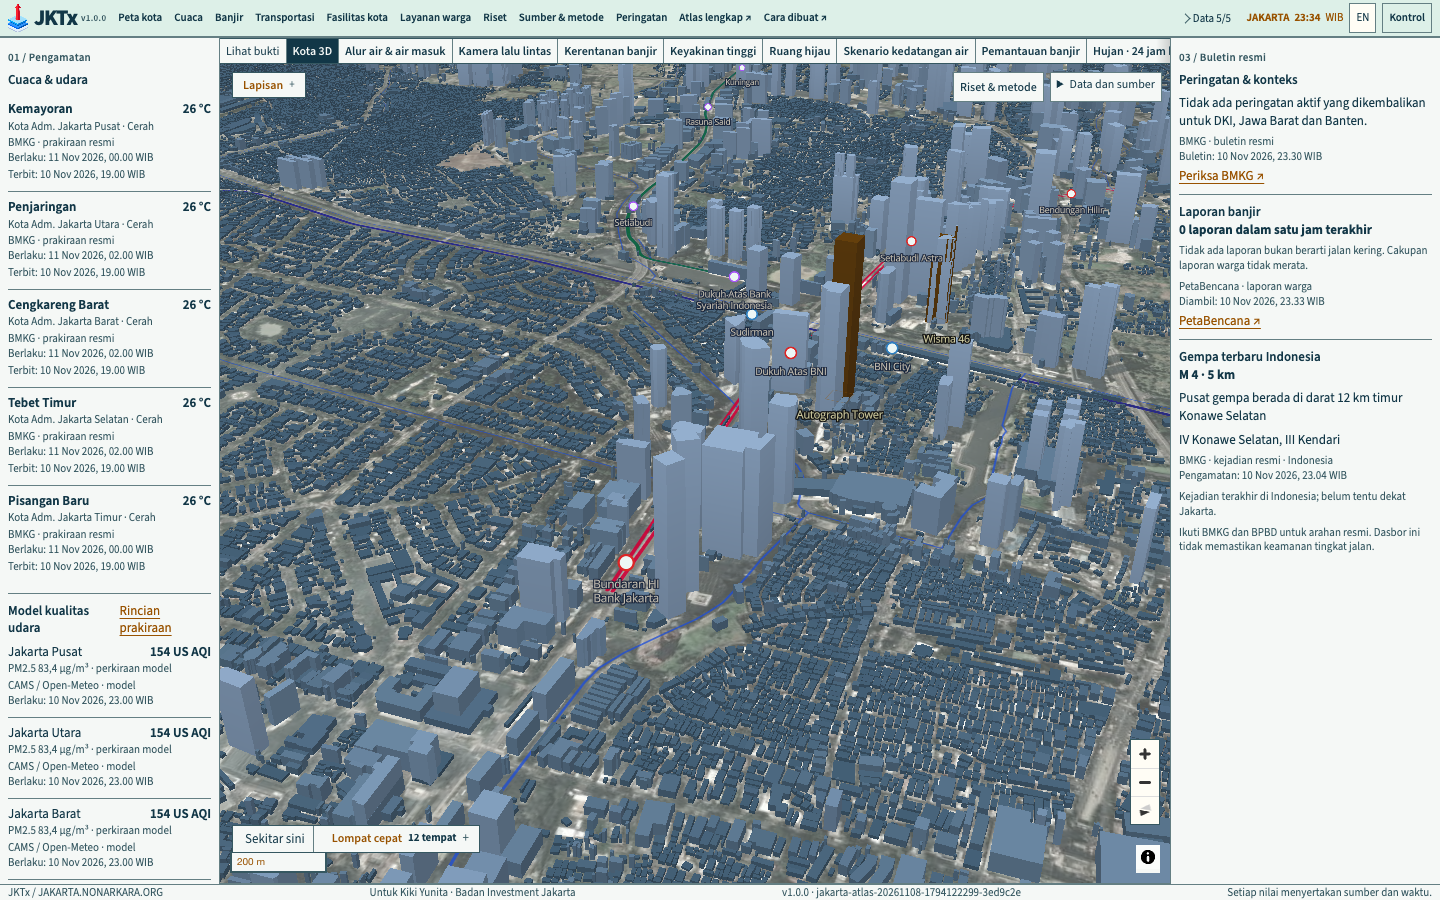 JKTx v1.0.0 Peta kota Cuaca Banjir Transportasi Fasilitas kota Layanan warga Riset Sumber & metode Peringatan Atlas lengkap ↗ Cara dibuat ↗ Data 5/5 JAKARTA 23:34 WIB EN Kontrol
01 / Pengamatan
Cuaca & udara
Kemayoran 26 °C
Kota Adm. Jakarta Pusat · Cerah
BMKG · prakiraan resmi
Berlaku: 11 Nov 2026, 00.00 WIB
Terbit: 10 Nov 2026, 19.00 WIB
Penjaringan 26 °C
Kota Adm. Jakarta Utara · Cerah
BMKG · prakiraan resmi
Berlaku: 11 Nov 2026, 02.00 WIB
Terbit: 10 Nov 2026, 19.00 WIB
Cengkareng Barat 26 °C
Kota Adm. Jakarta Barat · Cerah
BMKG · prakiraan resmi
Berlaku: 11 Nov 2026, 02.00 WIB
Terbit: 10 Nov 2026, 19.00 WIB
Tebet Timur 26 °C
Kota Adm. Jakarta Selatan · Cerah
BMKG · prakiraan resmi
Berlaku: 11 Nov 2026, 02.00 WIB
Terbit: 10 Nov 2026, 19.00 WIB
Pisangan Baru 26 °C
Kota Adm. Jakarta Timur · Cerah
BMKG · prakiraan resmi
Berlaku: 11 Nov 2026, 00.00 WIB
Terbit: 10 Nov 2026, 19.00 WIB
Model kualitas udara Rincian prakiraan
Jakarta Pusat 154 US AQI
PM2.5 83,4 µg/m³ · perkiraan model
CAMS / Open-Meteo · model
Berlaku: 10 Nov 2026, 23.00 WIB
Jakarta Utara 154 US AQI
PM2.5 83,4 µg/m³ · perkiraan model
CAMS / Open-Meteo · model
Berlaku: 10 Nov 2026, 23.00 WIB
Jakarta Barat 154 US AQI
PM2.5 83,4 µg/m³ · perkiraan model
CAMS / Open-Meteo · model
Berlaku: 10 Nov 2026, 23.00 WIB
Lihat bukti Kota 3D Alur air & air masuk Kamera lalu lintas Kerentanan banjir Keyakinan tinggi Ruang hijau Skenario kedatangan air Pemantauan banjir Hujan · 24 jam
Lapisan +
Riset & metode
Data dan sumber
Kuningan
Rasuna Said
Setiabudi
Bendungan Hilir
Setiabudi Astra
Dukuh Atas Bank
Syariah Indonesia
Sudirman
Wisma 46
Dukuh Atas BNI
BNI City
Autograph Tower
Bundaran HI
Bank Jakarta
Sekitar sini Lompat cepat 12 tempat +
200 m
03 / Buletin resmi
Peringatan & konteks
Tidak ada peringatan aktif yang dikembalikan
untuk DKI, Jawa Barat dan Banten.
BMKG · buletin resmi
Buletin: 10 Nov 2026, 23.30 WIB
Periksa BMKG ↗
Laporan banjir
0 laporan dalam satu jam terakhir
Tidak ada laporan bukan berarti jalan kering. Cakupan
laporan warga tidak merata.
PetaBencana · laporan warga
Diambil: 10 Nov 2026, 23.33 WIB
PetaBencana ↗
Gempa terbaru Indonesia
M 4 · 5 km
Pusat gempa berada di darat 12 km timur
Konawe Selatan
IV Konawe Selatan, III Kendari
BMKG · kejadian resmi · Indonesia
Pengamatan: 10 Nov 2026, 23.04 WIB
Kejadian terakhir di Indonesia; belum tentu dekat
Jakarta.
Ikuti BMKG dan BPBD untuk arahan resmi. Dasbor ini
tidak memastikan keamanan tingkat jalan.
JKTx / JAKARTA.NONARKARA.ORG Untuk Kiki Yunita · Badan Investment Jakarta v1.0.0 · jakarta-atlas-20261108-1794122299-3ed9c2e Setiap nilai menyertakan sumber dan waktu.